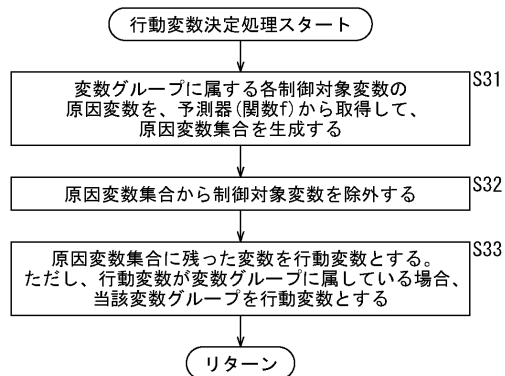 行動変数決定処理スタート
変数グループに属する各制御対象変数の
原因変数を、予測器(関数f)から取得して、
原因変数集合を生成する
S31
原因変数集合から制御対象変数を除外する
S32
原因変数集合に残った変数を行動変数とする。
ただし、行動変数が変数グループに属している場合、
当該変数グループを行動変数とする
S33
リターン